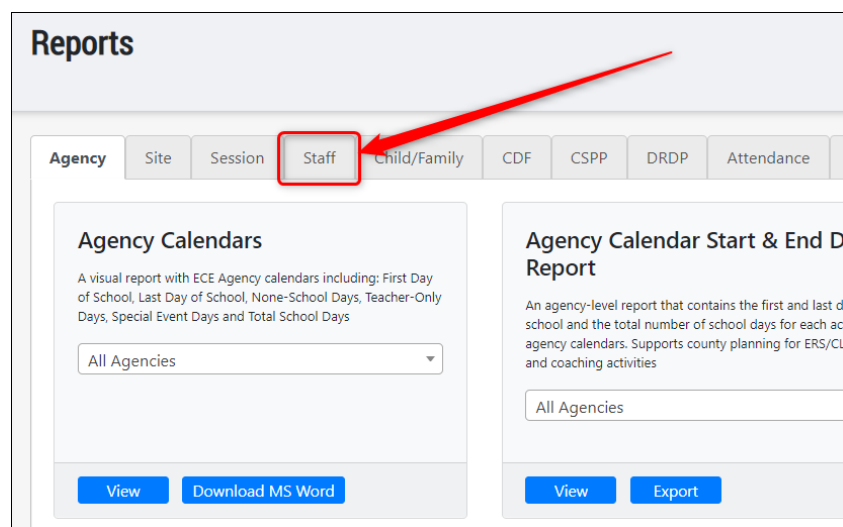 Reports
Agency Site Session Staff Child/Family CDF CSPP DRDP Attendance
Agency Calendars
A visual report with ECE Agency calendars including: First Day
of School, Last Day of School, None-School Days, Teacher-Only
Days, Special Event Days and Total School Days
All Agencies
View Download MS Word
Agency Calendar Start & End D
Report
An agency-level report that contains the first and last d
school and the total number of school days for each ac
agency calendars. Supports county planning for ERS/CL
and coaching activities
All Agencies
View Export